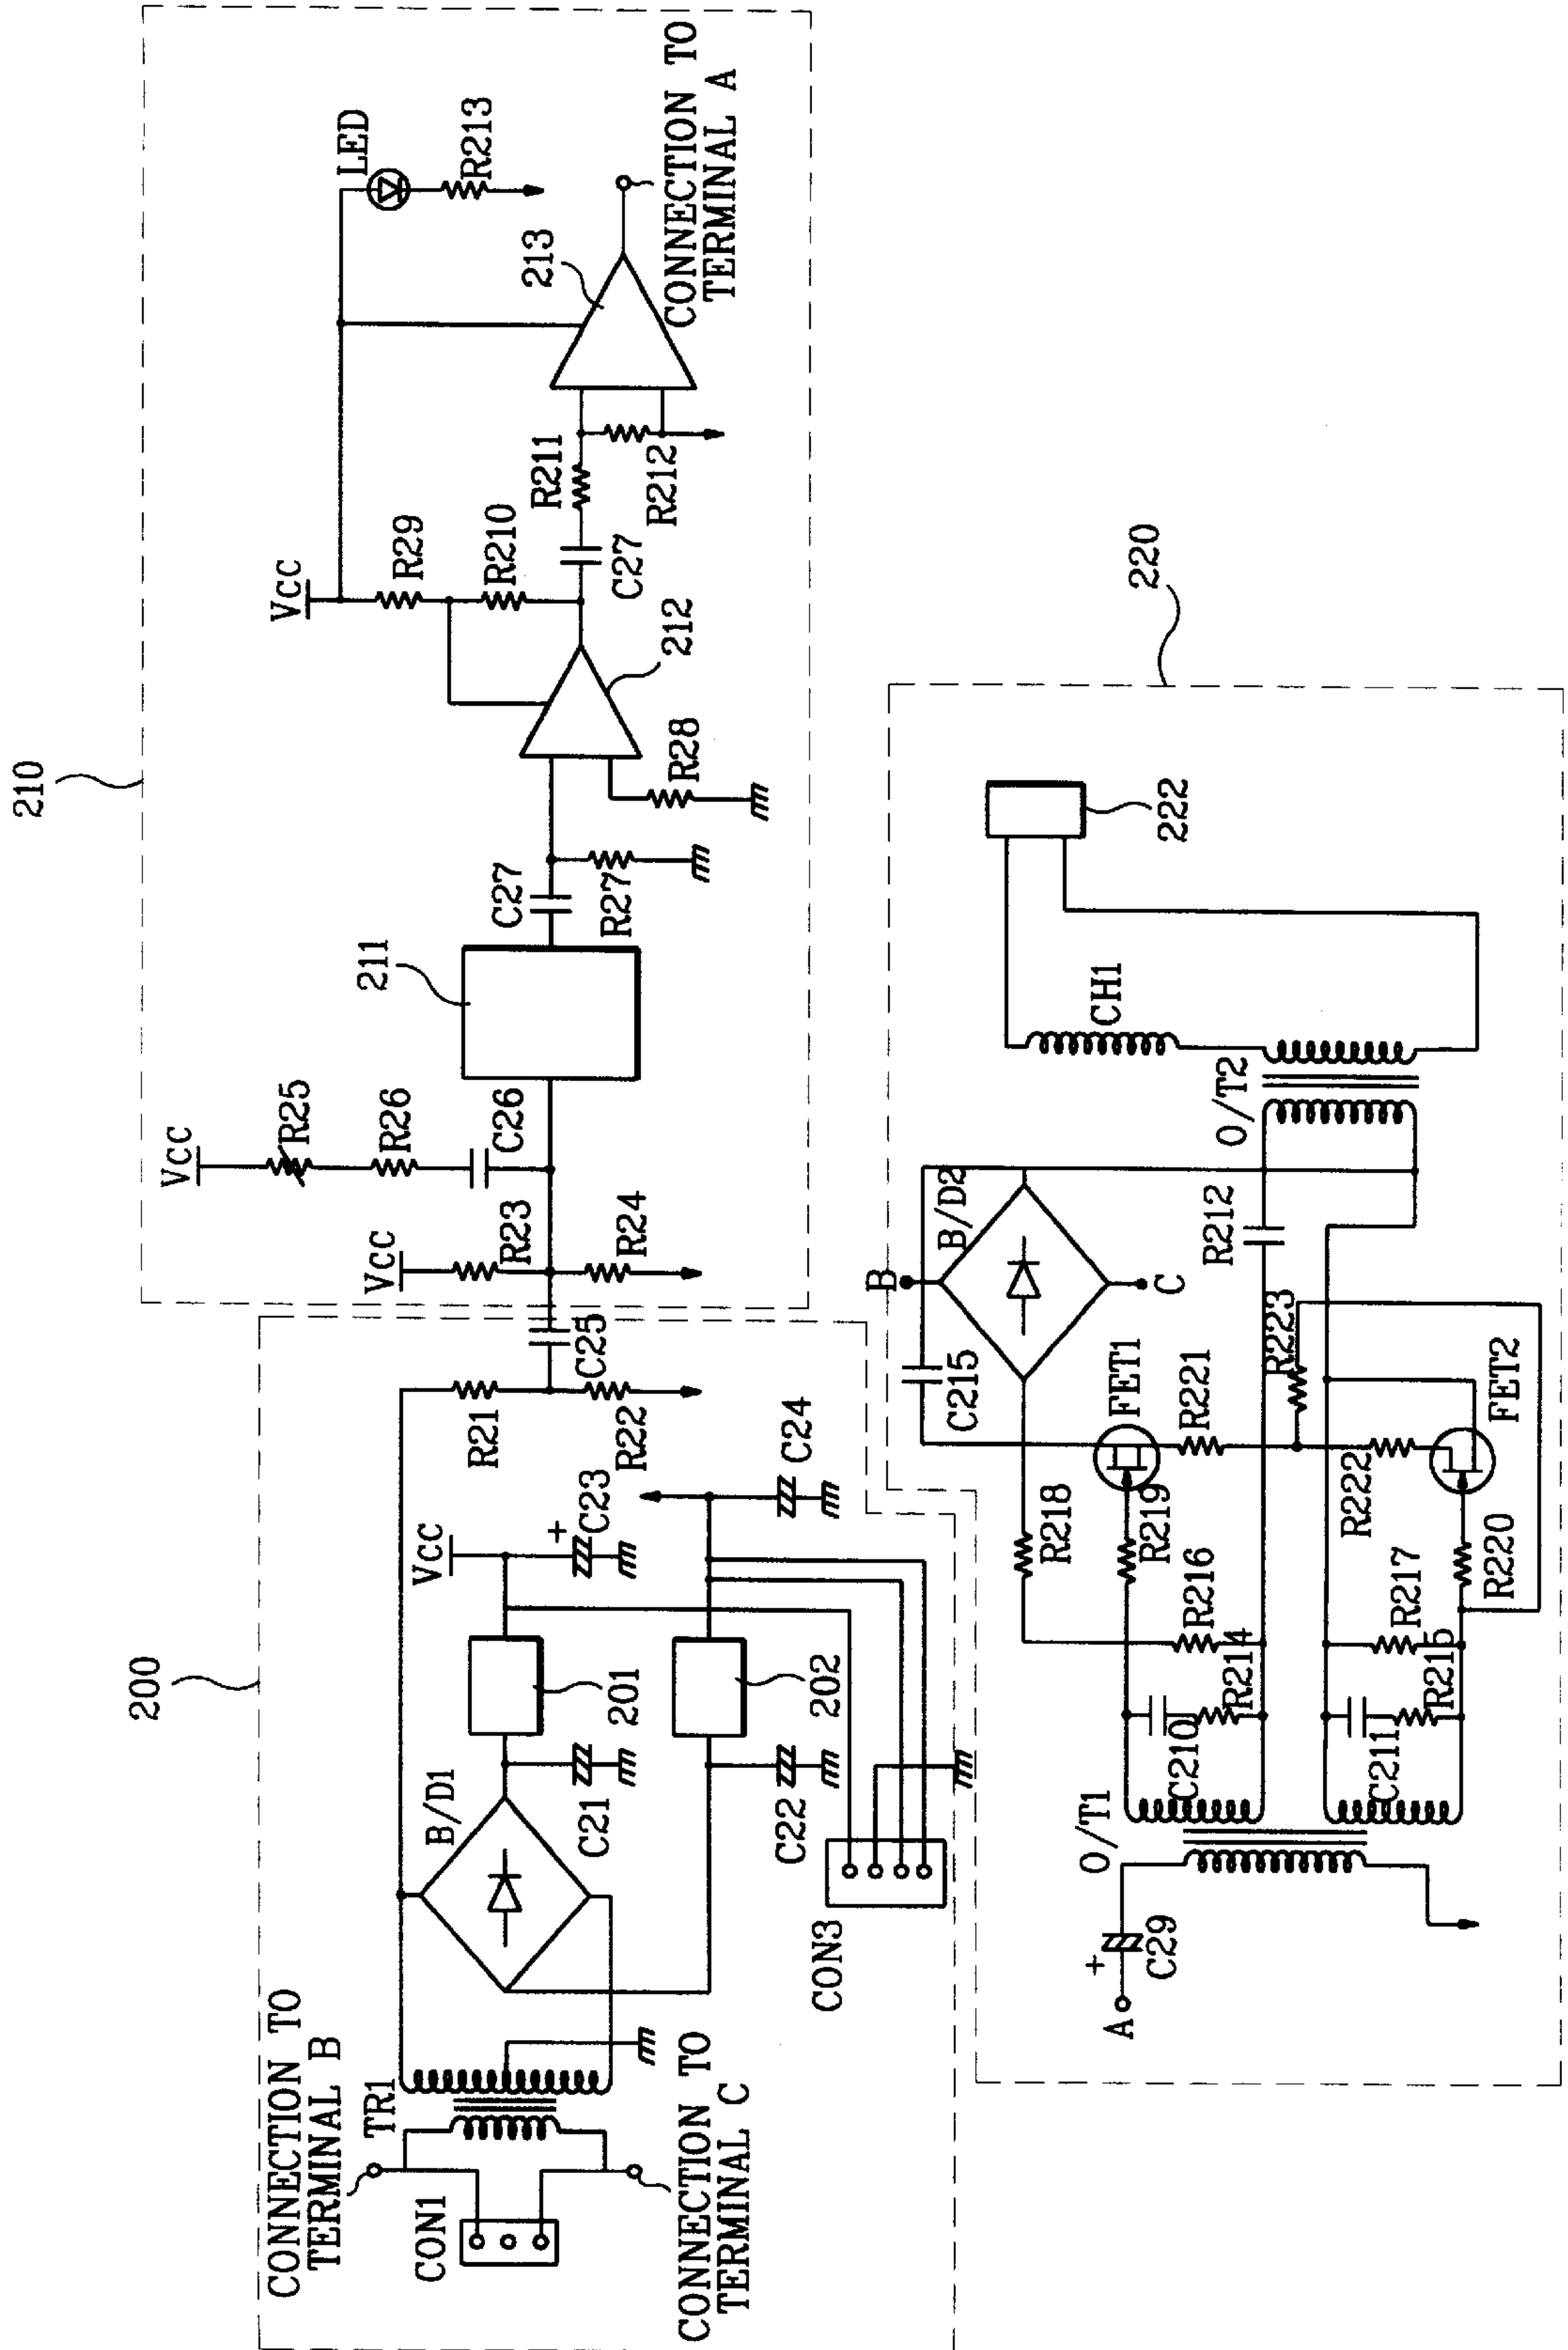 210
VCC
R25
R26
C26
VCC
R23
R24
211
C27
R27
R28
212
VCC
R29
R210
C27
R211
R212
213
LED
R213
CONNECTION TO
TERMINAL A
200
CONNECTION TO
TERMINAL B
TR1
CON1
CONNECTION TO
TERMINAL C
B/D1
C21
C22
201
202
VCC
+
C23
C24
R21
R22
C25
CON3
220
A
+
C29
O/T1
C210
R214
C211
R215
R216
R217
R218
R219
R220
FET1
FET2
R221
R222
R223
C215
B
B/D2
C
R212
O/T2
CH1
222